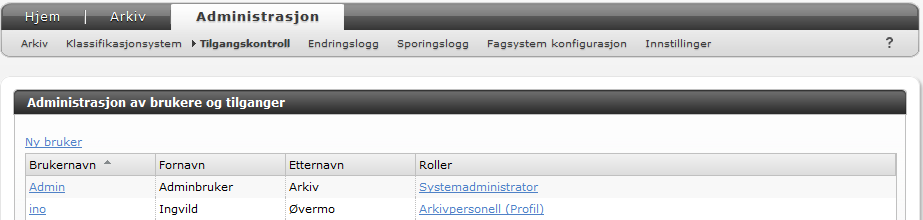 Hjem Arkiv Administrasjon
Arkiv Klassifikasjonsystem Tilgangskontroll Endringslogg Sporingslogg Fagsystem konfigurasjon Innstillinger ?
Administrasjon av brukere og tilganger
Ny bruker
Brukernavn Fornavn Etternavn Roller
Admin Adminbruker Arkiv Systemadministrator
ino Ingvild Øvermo Arkivpersonell (Profil)